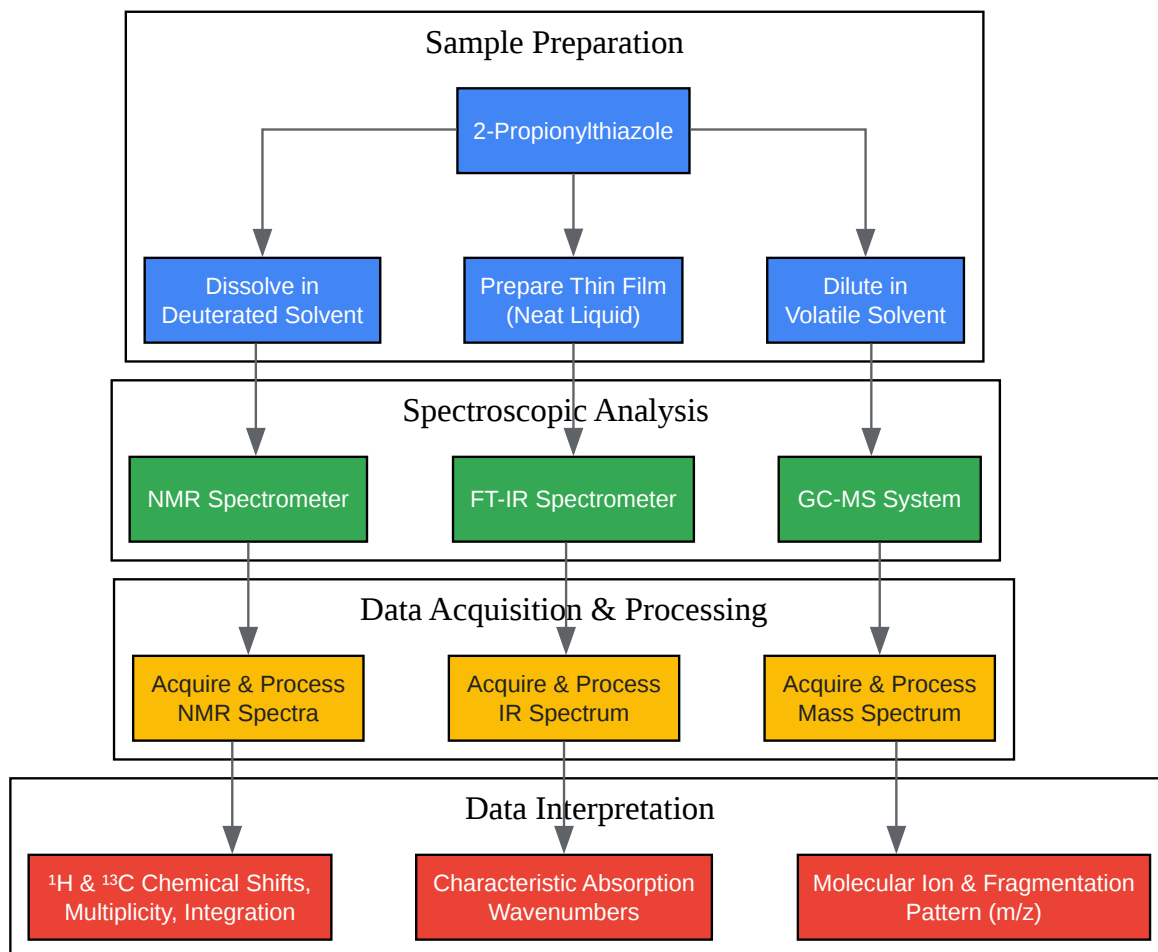 Sample Preparation
2-Propionylthiazole
Dissolve in
Deuterated Solvent
Prepare Thin Film
(Neat Liquid)
Dilute in
Volatile Solvent
Spectroscopic Analysis
NMR Spectrometer
FT-IR Spectrometer
GC-MS System
Data Acquisition & Processing
Acquire & Process
NMR Spectra
Acquire & Process
IR Spectrum
Acquire & Process
Mass Spectrum
Data Interpretation
¹H & ¹³C Chemical Shifts,
Multiplicity, Integration
Characteristic Absorption
Wavenumbers
Molecular Ion & Fragmentation
Pattern (m/z)